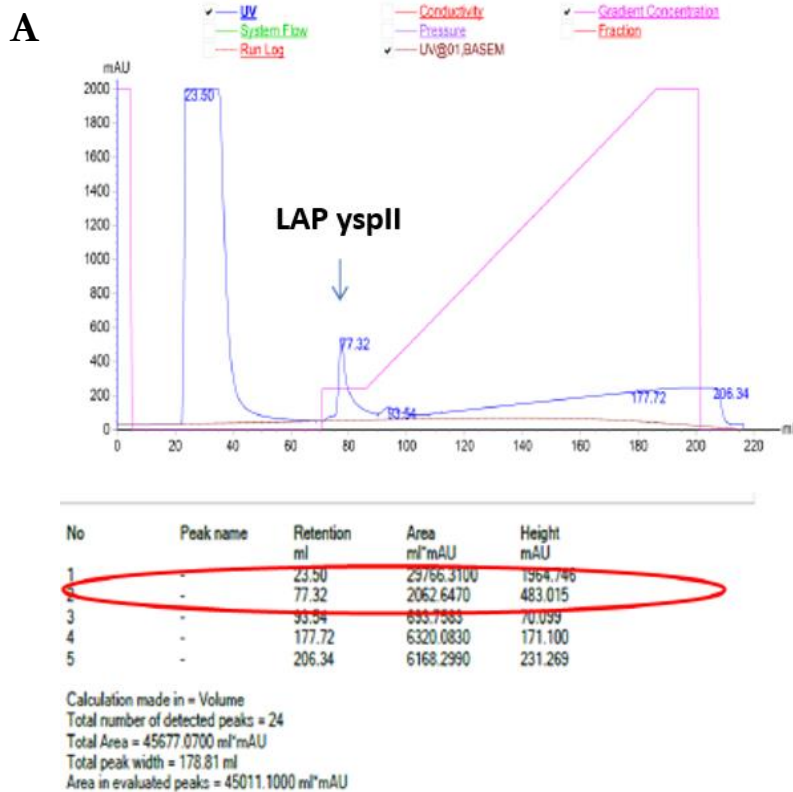 A
UV Conductivity Gradient Concentration
System Flow Pressure Fraction
Run Log UV@01,BASEM
mAU
2000
1800
1600
1400
1200
1000
800
600
400
200
0
23.50
LAP yspII
77.32
93.54
177.72
206.34
0 20 40 60 80 100 120 140 160 180 200 220 ml
No Peak name Retention Area Height
ml ml*mAU mAU
1 - 23.50 29766.3100 1964.746
2 - 77.32 2062.6470 483.015
3 - 93.54 693.7583 70.099
4 - 177.72 6320.0830 171.100
5 - 206.34 6168.2990 231.269
Calculation made in = Volume
Total number of detected peaks = 24
Total Area = 45677.0700 ml*mAU
Total peak width = 178.81 ml
Area in evaluated peaks = 45011.1000 ml*mAU